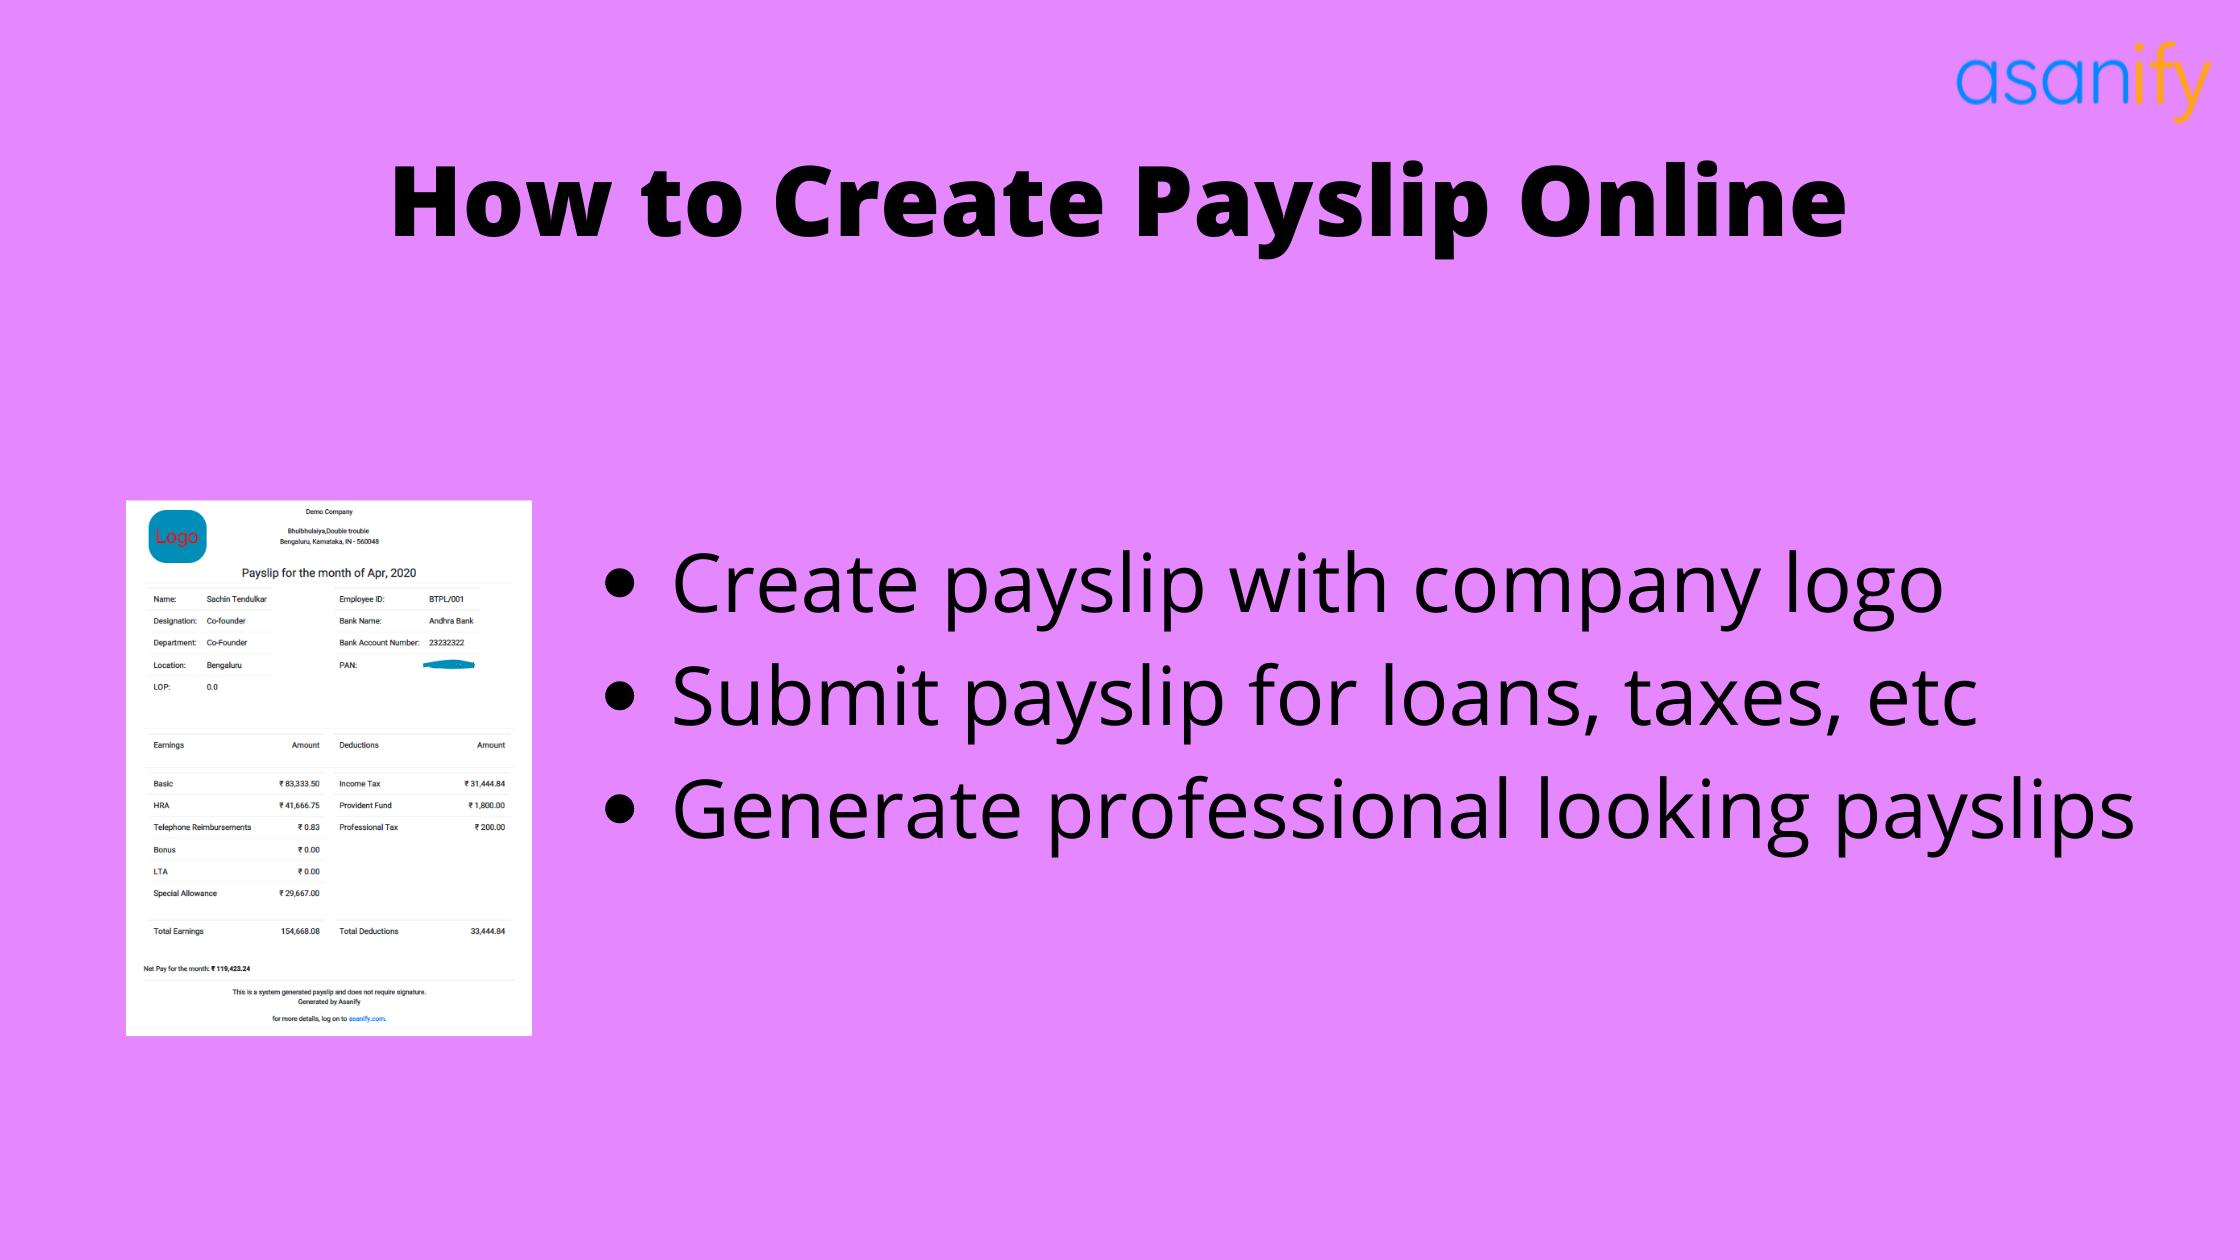 asanify
How to Create Payslip Online
Logo
Demo Company
Bhulbhulaiya,Double trouble
Bengaluru, Karnataka, IN - 560048
Payslip for the month of Apr, 2020
Name: Sachin Tendulkar Employee ID: BTPL/001
Designation: Co-founder Bank Name: Andhra Bank
Department: Co-Founder Bank Account Number: 23232322
Location: Bengaluru PAN:
LOP: 0.0
Earnings Amount Deductions Amount
Basic ₹ 83,333.50 Income Tax ₹ 31,444.84
HRA ₹ 41,666.75 Provident Fund ₹ 1,800.00
Telephone Reimbursements ₹ 0.83 Professional Tax ₹ 200.00
Bonus ₹ 0.00
LTA ₹ 0.00
Special Allowance ₹ 29,667.00
Total Earnings 154,668.08 Total Deductions 33,444.84
Net Pay for the month: ₹ 119,423.24
This is a system generated payslip and does not require signature.
Generated by Asanify
for more details, log on to asanify.com.
• Create payslip with company logo
• Submit payslip for loans, taxes, etc
• Generate professional looking payslips